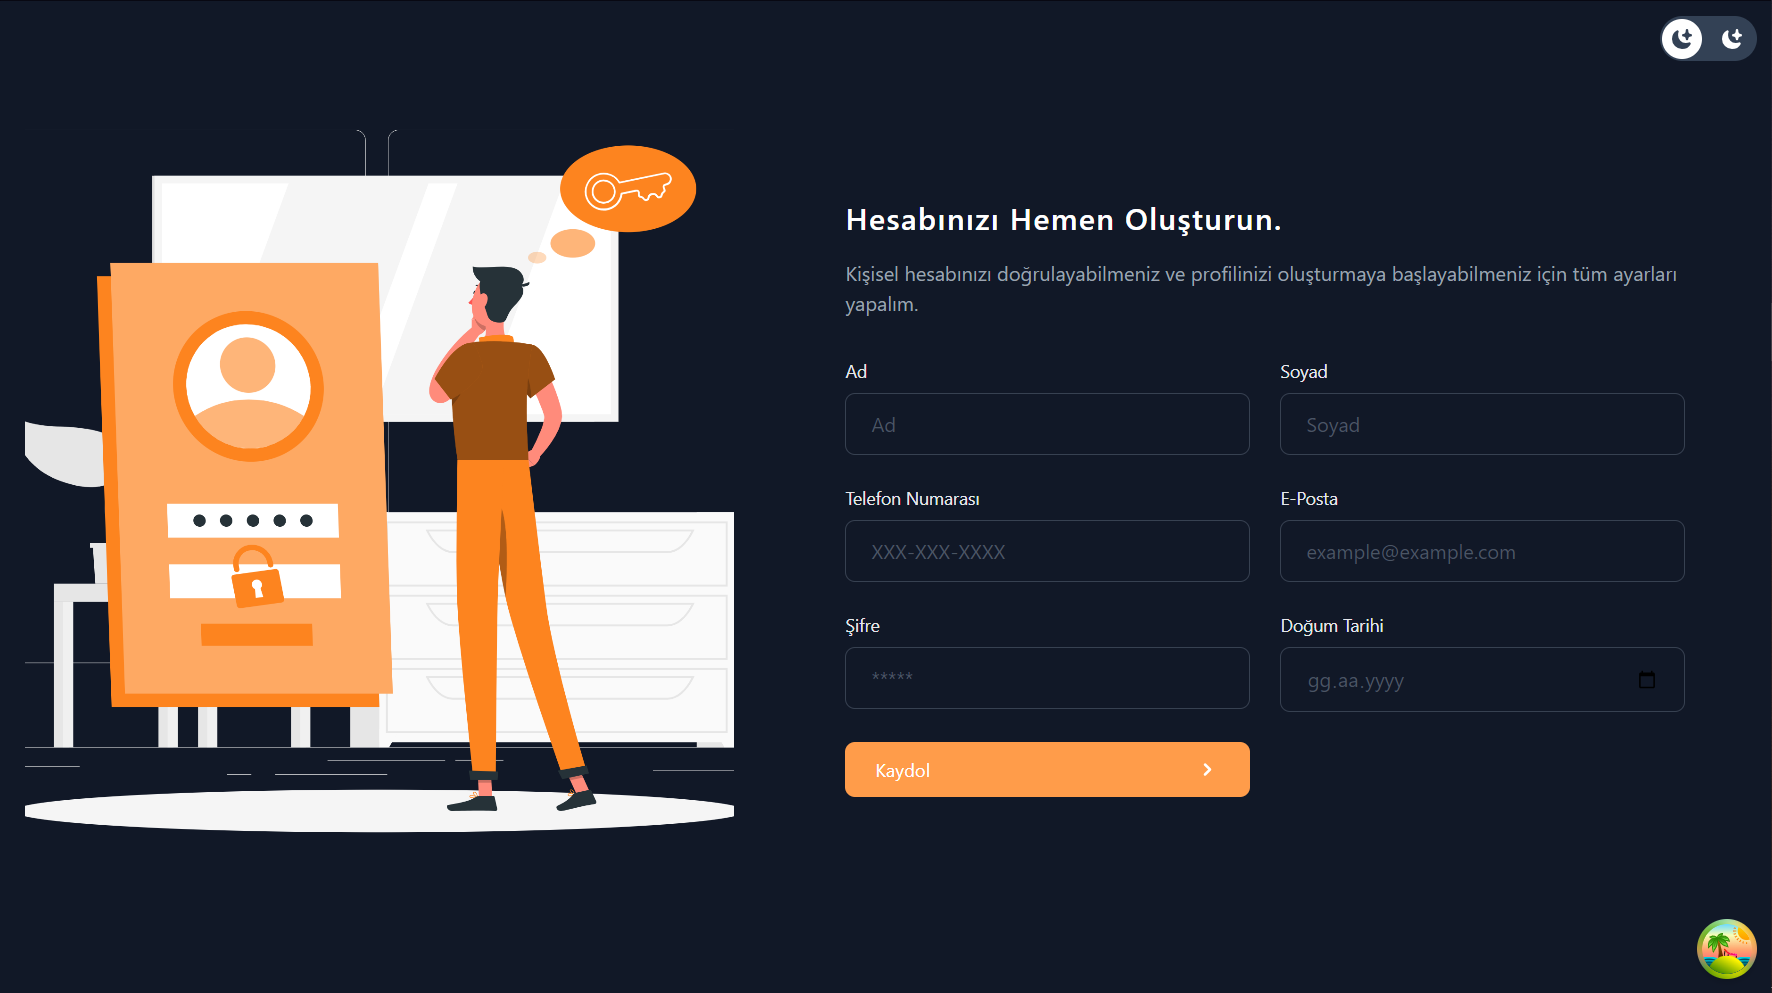 Hesabınızı Hemen Oluşturun.
Kişisel hesabınızı doğrulayabilmeniz ve profilinizi oluşturmaya başlayabilmeniz için tüm ayarları
yapalım.
Ad
Soyad
Ad
Soyad
Telefon Numarası
E-Posta
XXX-XXX-XXXX
example@example.com
Şifre
Doğum Tarihi
*****
gg.aa.yyyy
Kaydol